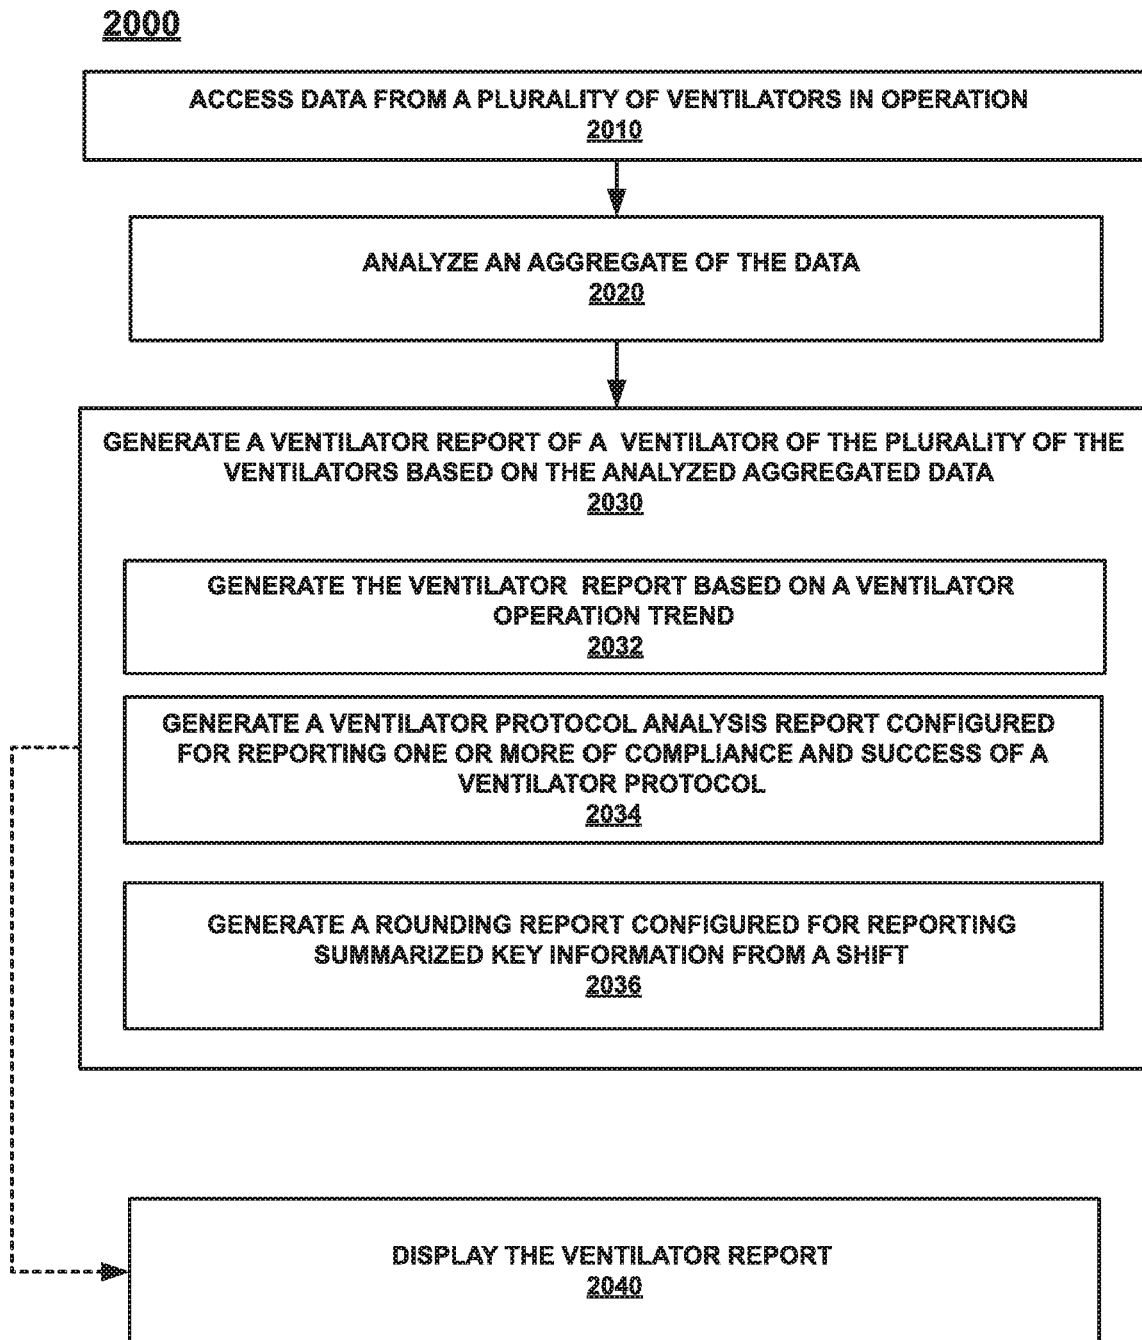 2000
ACCESS DATA FROM A PLURALITY OF VENTILATORS IN OPERATION
2010
ANALYZE AN AGGREGATE OF THE DATA
2020
GENERATE A VENTILATOR REPORT OF A VENTILATOR OF THE PLURALITY OF THE
VENTILATORS BASED ON THE ANALYZED AGGREGATED DATA
2030
GENERATE THE VENTILATOR REPORT BASED ON A VENTILATOR
OPERATION TREND
2032
GENERATE A VENTILATOR PROTOCOL ANALYSIS REPORT CONFIGURED
FOR REPORTING ONE OR MORE OF COMPLIANCE AND SUCCESS OF A
VENTILATOR PROTOCOL
2034
GENERATE A ROUNDING REPORT CONFIGURED FOR REPORTING
SUMMARIZED KEY INFORMATION FROM A SHIFT
2036
DISPLAY THE VENTILATOR REPORT
2040